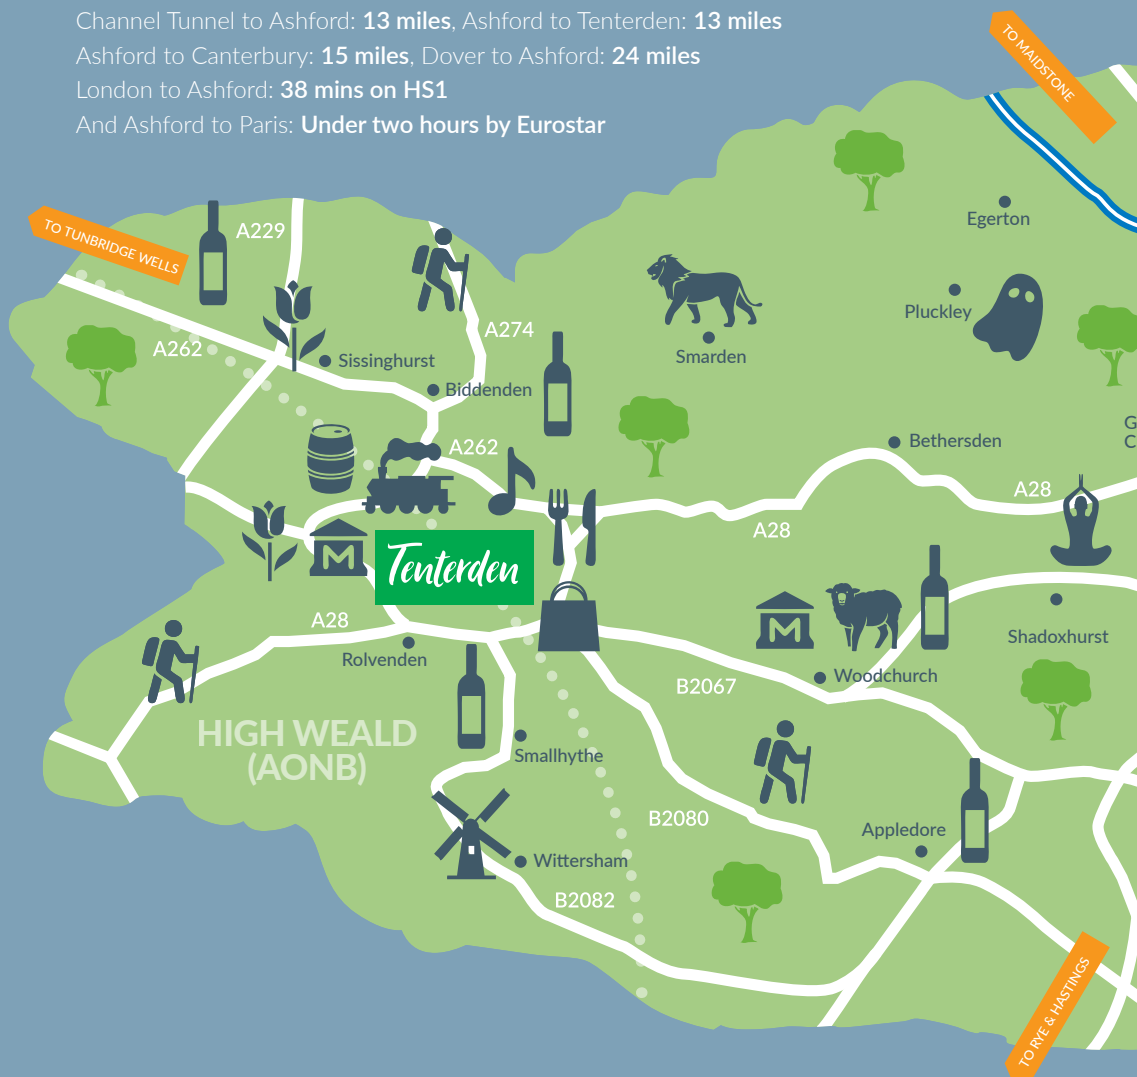 Channel Tunnel to Ashford: 13 miles, Ashford to Tenterden: 13 miles
Ashford to Canterbury: 15 miles, Dover to Ashford: 24 miles
London to Ashford: 38 mins on HS1
And Ashford to Paris: Under two hours by Eurostar
TO MAIDSTONE
TO TUNBRIDGE WELLS
A229
Egerton
Pluckley
A274
A262
Sissinghurst
Smarden
Biddenden
G
C
Bethersden
A262
A28
A28
Tenterden
M
M
A28
Rolvenden
Shadoxhurst
Woodchurch
B2067
HIGH WEALD
(AONB)
Smallhythe
B2080
Appledore
Wittersham
B2082
TO RYE & HASTINGS